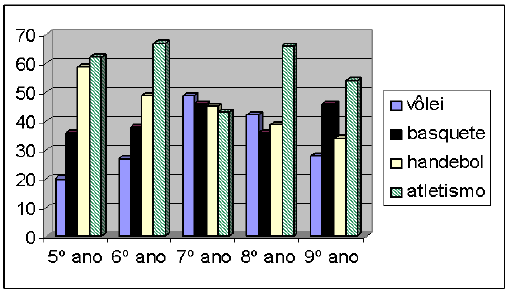 70
60
50
40
30
20
10
0
5º ano 6º ano 7º ano 8º ano 9º ano
vôlei
basquete
handebol
atletismo